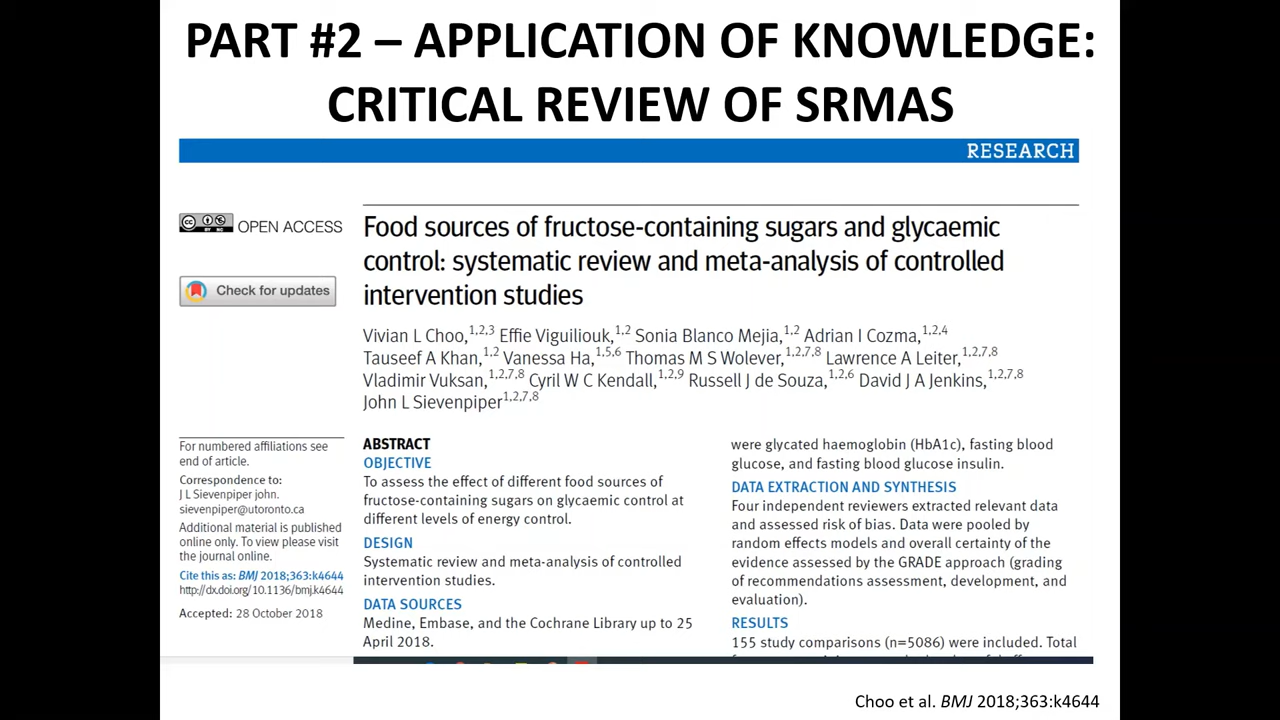 PART #2 – APPLICATION OF KNOWLEDGE:
CRITICAL REVIEW OF SRMAS
RESEARCH
OPEN ACCESS
Check for updates
Food sources of fructose-containing sugars and glycaemic
control: systematic review and meta-analysis of controlled
intervention studies
Vivian L Choo,1,2,3 Effie Viguiliouk,1,2 Sonia Blanco Mejia,1,2 Adrian I Cozma,1,2,4
Tauseef A Khan,1,2 Vanessa Ha,1,5,6 Thomas M S Wolever,1,2,7,8 Lawrence A Leiter,1,2,7,8
Vladimir Vuksan,1,2,7,8 Cyril W C Kendall,1,2,9 Russell J de Souza,1,2,6 David J A Jenkins,1,2,7,8
John L Sievenpiper1,2,7,8
For numbered affiliations see
end of article.
Correspondence to:
J L Sievenpiper john.
sievenpiper@utoronto.ca
Additional material is published
online only. To view please visit
the journal online.
Cite this as: BMJ 2018;363:k4644
http://dx.doi.org/10.1136/bmj.k4644
Accepted: 28 October 2018
ABSTRACT
OBJECTIVE
To assess the effect of different food sources of
fructose-containing sugars on glycaemic control at
different levels of energy control.
DESIGN
Systematic review and meta-analysis of controlled
intervention studies.
DATA SOURCES
Medine, Embase, and the Cochrane Library up to 25
April 2018.
were glycated haemoglobin (HbA1c), fasting blood
glucose, and fasting blood glucose insulin.
DATA EXTRACTION AND SYNTHESIS
Four independent reviewers extracted relevant data
and assessed risk of bias. Data were pooled by
random effects models and overall certainty of the
evidence assessed by the GRADE approach (grading
of recommendations assessment, development, and
evaluation).
RESULTS
155 study comparisons (n=5086) were included. Total
Choo et al. BMJ 2018;363:k4644